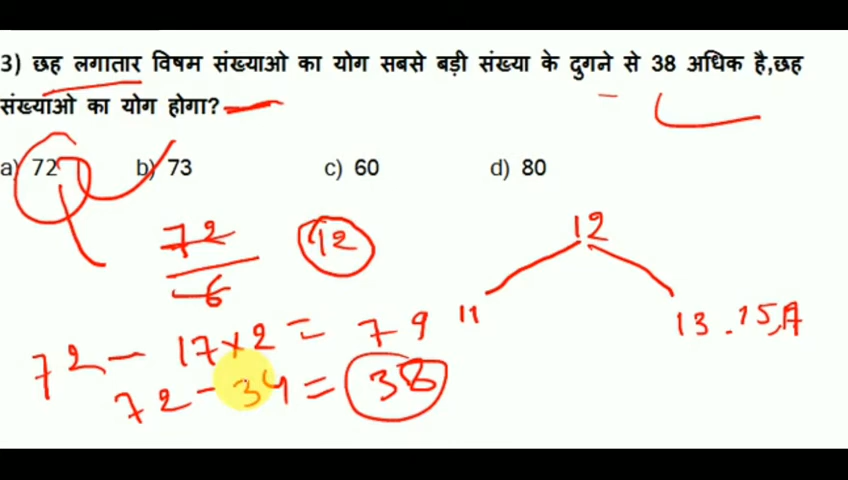 3) छह लगातार विषम संख्याओ का योग सबसे बड़ी संख्या के दुगने से 38 अधिक है,छह
संख्याओ का योग होगा?
a) 72 b) 73 c) 60 d) 80
72
6
12
12
11 13 . 15,17
72 - 17×2 = 79
72 - 34 = 38